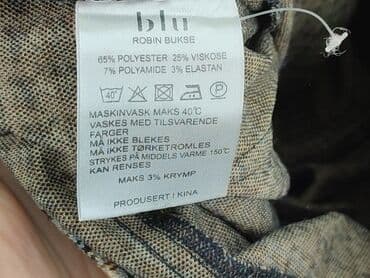 blu
ROBIN BUKSE
65% POLYESTER 25% VISKOSE
7% POLYAMIDE 3% ELASTAN
40° P
MASKINVASK MAKS 40°C
VASKES MED TILSVARENDE
FARGER
MÅ IKKE BLEKES
MÅ IKKE TØRKETROMLES
STRYKES PÅ MIDDELS VARME 150°C
KAN RENSES
MAKS 3% KRYMP
PRODUSERT I KINA